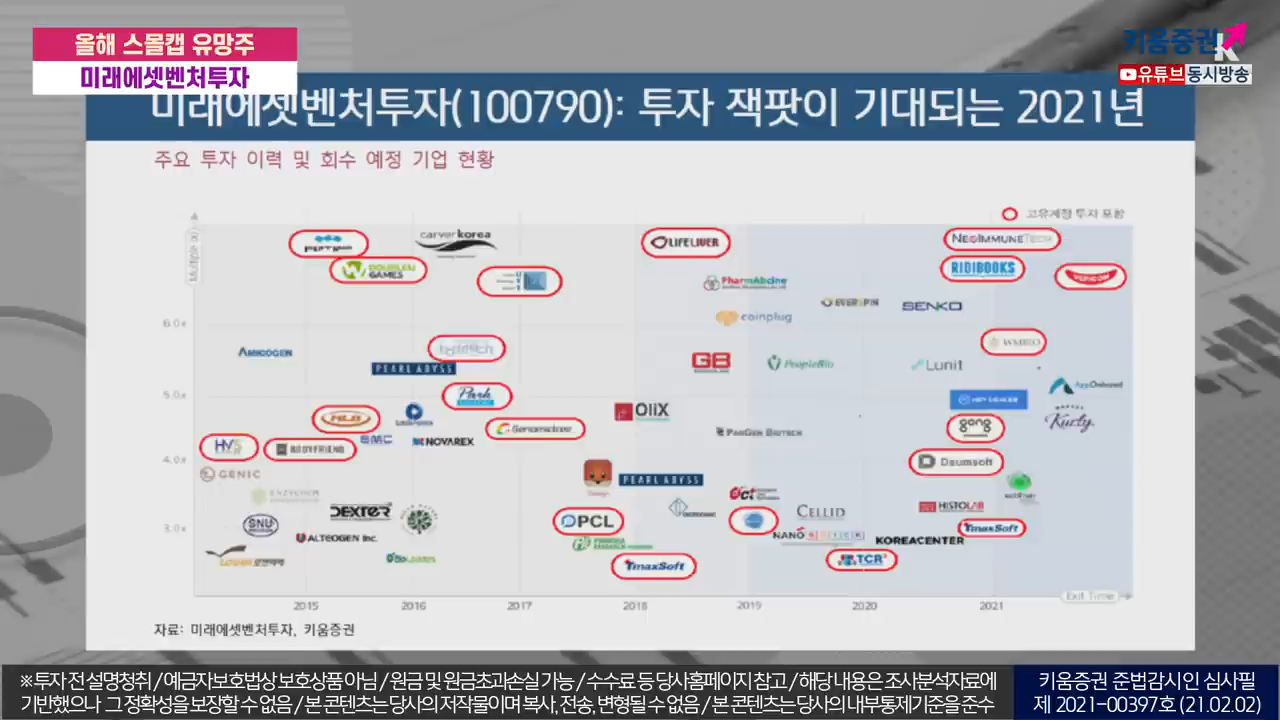 올해 스몰캡 유망주
미래에셋벤처투자
키움증권
유튜브동시방송
미래에셋벤처투자(100790): 투자 잭팟이 기대되는 2021년
주요 투자 이력 및 회수 예정 기업 현황
고유계정 투자 포함
carverkorea
LIFELIVER
NEOIMMUNETECH
DOUBLEU
GAMES
RIDIBOOKS
PharmAbcine
EVERSPIN
SENKO
coinplug
6.0x
AMICOGEN
PEARL ABYSS
GB
PeopleBio
Lunit
5.0x
Park
OliX
AppOnboard
HLB
Genomictree
Kurly
HVS
BODYFRIEND
EMC
NOVAREX
PANGEN BIOTECH
gong
4.0x
GENIC
Daumsoft
PEARL ABYSS
ENZYCHEM
DEXTER
CELLID
HISTOLAB
SNU
PCL
3.0x
ALTEOGEN Inc.
NANO
KOREACENTER
TmaxSoft
TmaxSoft
TCR
2015 2016 2017 2018 2019 2020 2021
Exit Time
자료: 미래에셋벤처투자, 키움증권
※ 투자 전 설명청취 / 예금자보호법상 보호상품 아님 / 원금 및 원금초과손실 가능 / 수수료 등 당사홈페이지 참고 / 해당 내용은 조사분석자료에
기반했으나 그 정확성을 보장할 수 없음 / 본 콘텐츠는 당사의 저작물이며 복사, 전송, 변형될 수 없음 / 본 콘텐츠는 당사의 내부통제기준을 준수
키움증권 준법감시인 심사필
제 2021-00397호 (21.02.02)